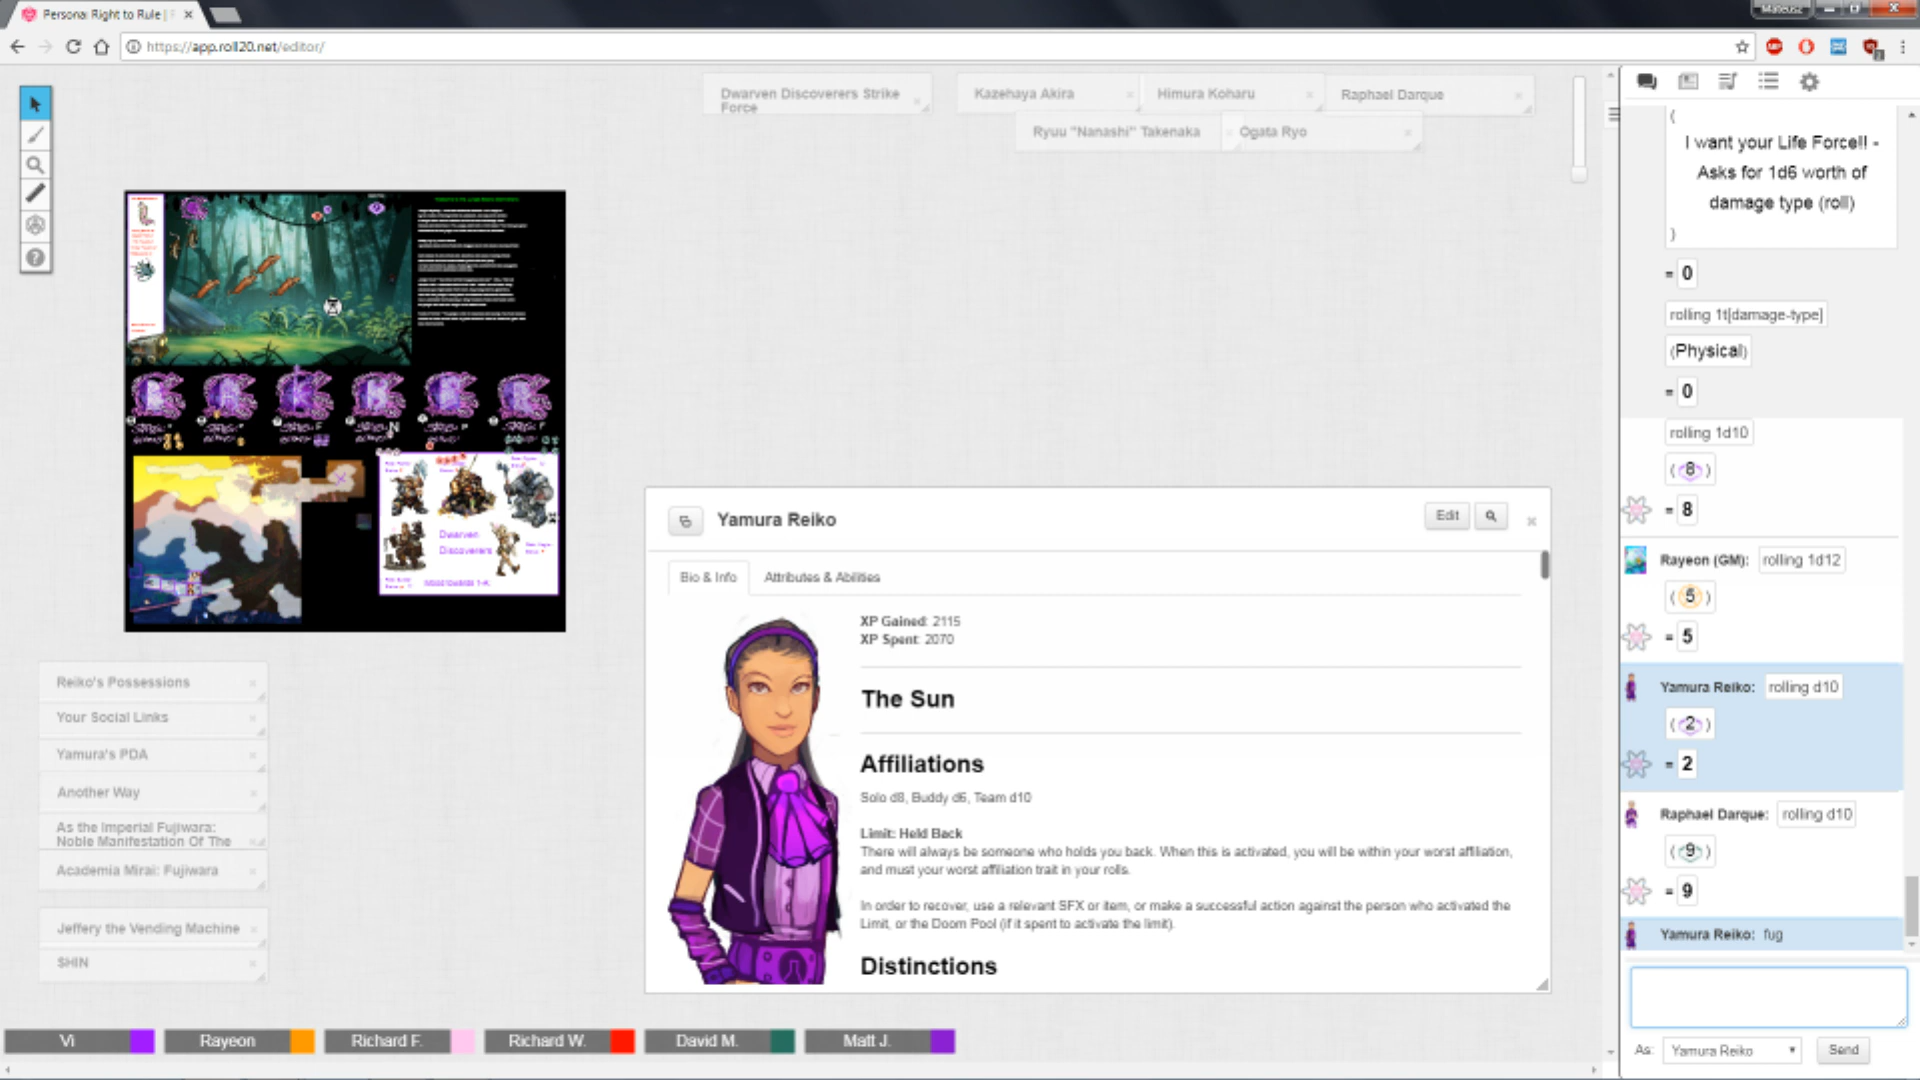 Persona: Right to Rule |
Mateusz
https://app.roll20.net/editor/
Dwarven Discoverers Strike
Force
Kazehaya Akira
Himura Koharu
Raphael Darque
Ryuu "Nanashi" Takenaka
Ogata Ryo
Dwarven
Discoverers
Reiko's Possessions
Your Social Links
Yamura's PDA
Another Way
As the Imperial Fujiwara:
Noble Manifestation Of The
Academia Mirai: Fujiwara
Jeffery the Vending Machine
SHIN
Yamura Reiko
Edit
Bio & Info
Attributes & Abilities
XP Gained: 2115
XP Spent: 2070
The Sun
Affiliations
Solo d8, Buddy d6, Team d10
Limit: Held Back
There will always be someone who holds you back. When this is activated, you will be within your worst affiliation,
and must your worst affiliation trait in your rolls.
In order to recover, use a relevant SFX or item, or make a successful action against the person who activated the
Limit, or the Doom Pool (if it spent to activate the limit).
Distinctions
Vi
Rayeon
Richard F.
Richard W.
David M.
Matt J.
(
I want your Life Force!! -
Asks for 1d6 worth of
damage type (roll)
)
= 0
rolling 1t[damage-type]
(Physical)
= 0
rolling 1d10
(8)
= 8
Rayeon (GM): rolling 1d12
(5)
= 5
Yamura Reiko: rolling d10
(2)
= 2
Raphael Darque: rolling d10
(9)
= 9
Yamura Reiko: fug
As: Yamura Reiko
Send